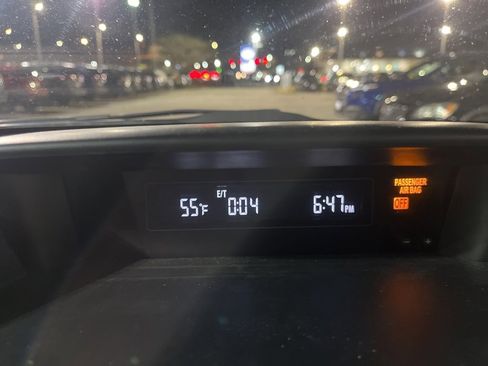 55°F E/T 0:04 6:47PM
PASSENGER
AIR BAG
OFF